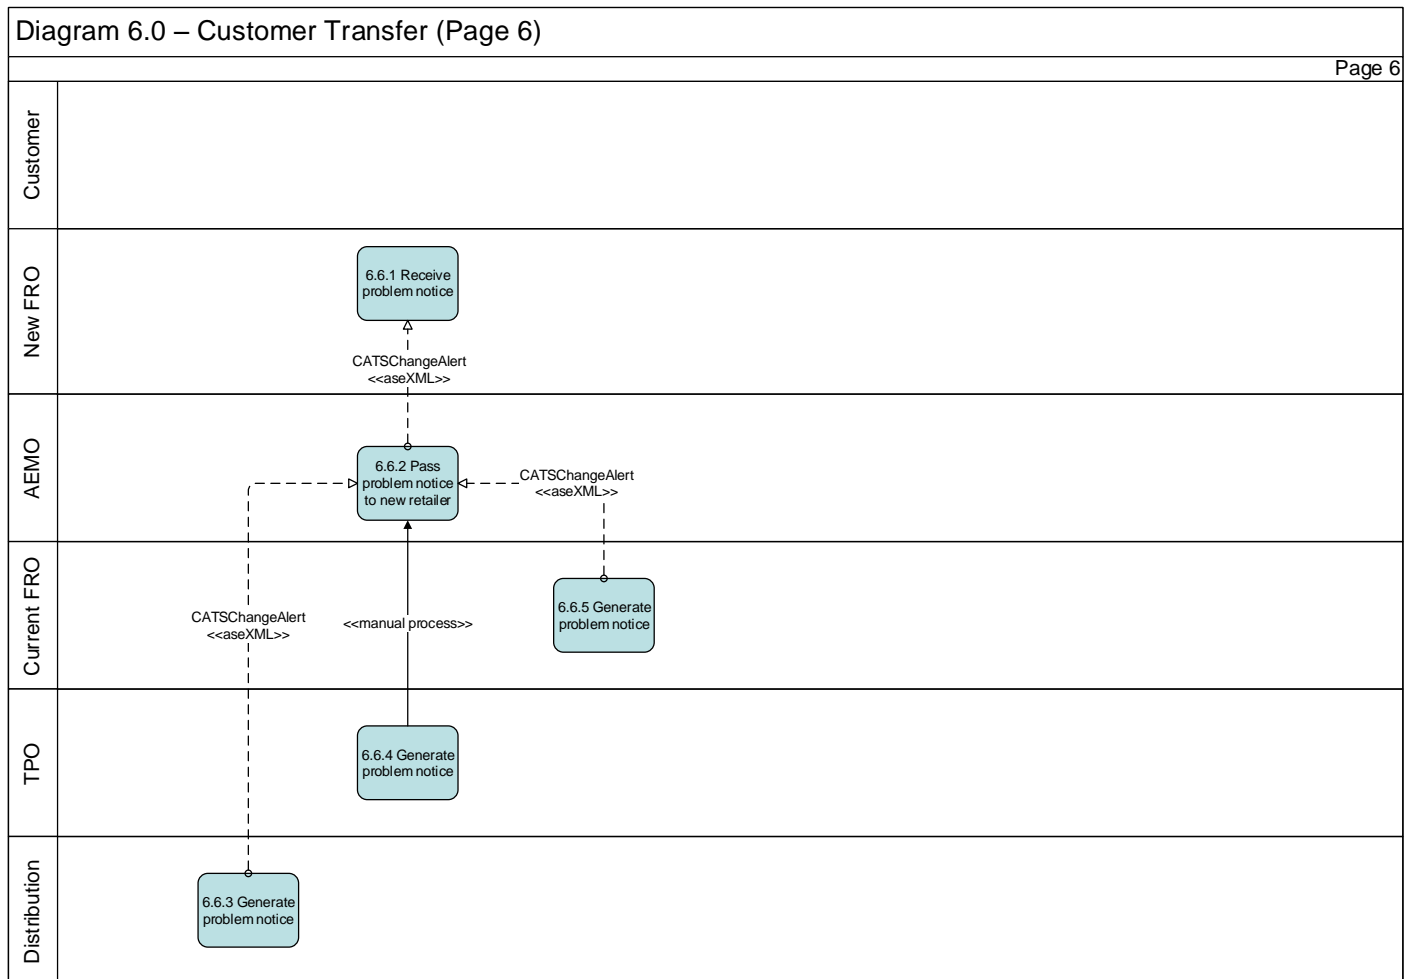 Diagram 6.0 – Customer Transfer (Page 6)
Page 6
Customer
New FRO
6.6.1 Receive
problem notice
CATSChangeAlert
<<aseXML>>
AEMO
6.6.2 Pass
problem notice
to new retailer
CATSChangeAlert
<<aseXML>>
Current FRO
CATSChangeAlert
<<aseXML>>
<<manual process>>
6.6.5 Generate
problem notice
TPO
6.6.4 Generate
problem notice
Distribution
6.6.3 Generate
problem notice